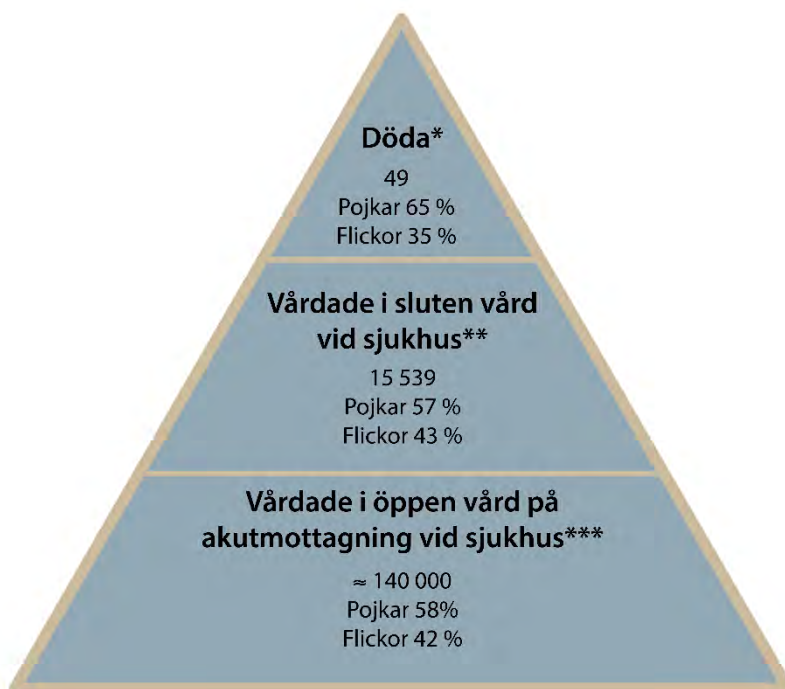 Döda*
49
Pojkar 65 %
Flickor 35 %
Vårdade i sluten vård
vid sjukhus**
15 539
Pojkar 57 %
Flickor 43 %
Vårdade i öppen vård på
akutmottagning vid sjukhus***
≈ 140 000
Pojkar 58%
Flickor 42 %